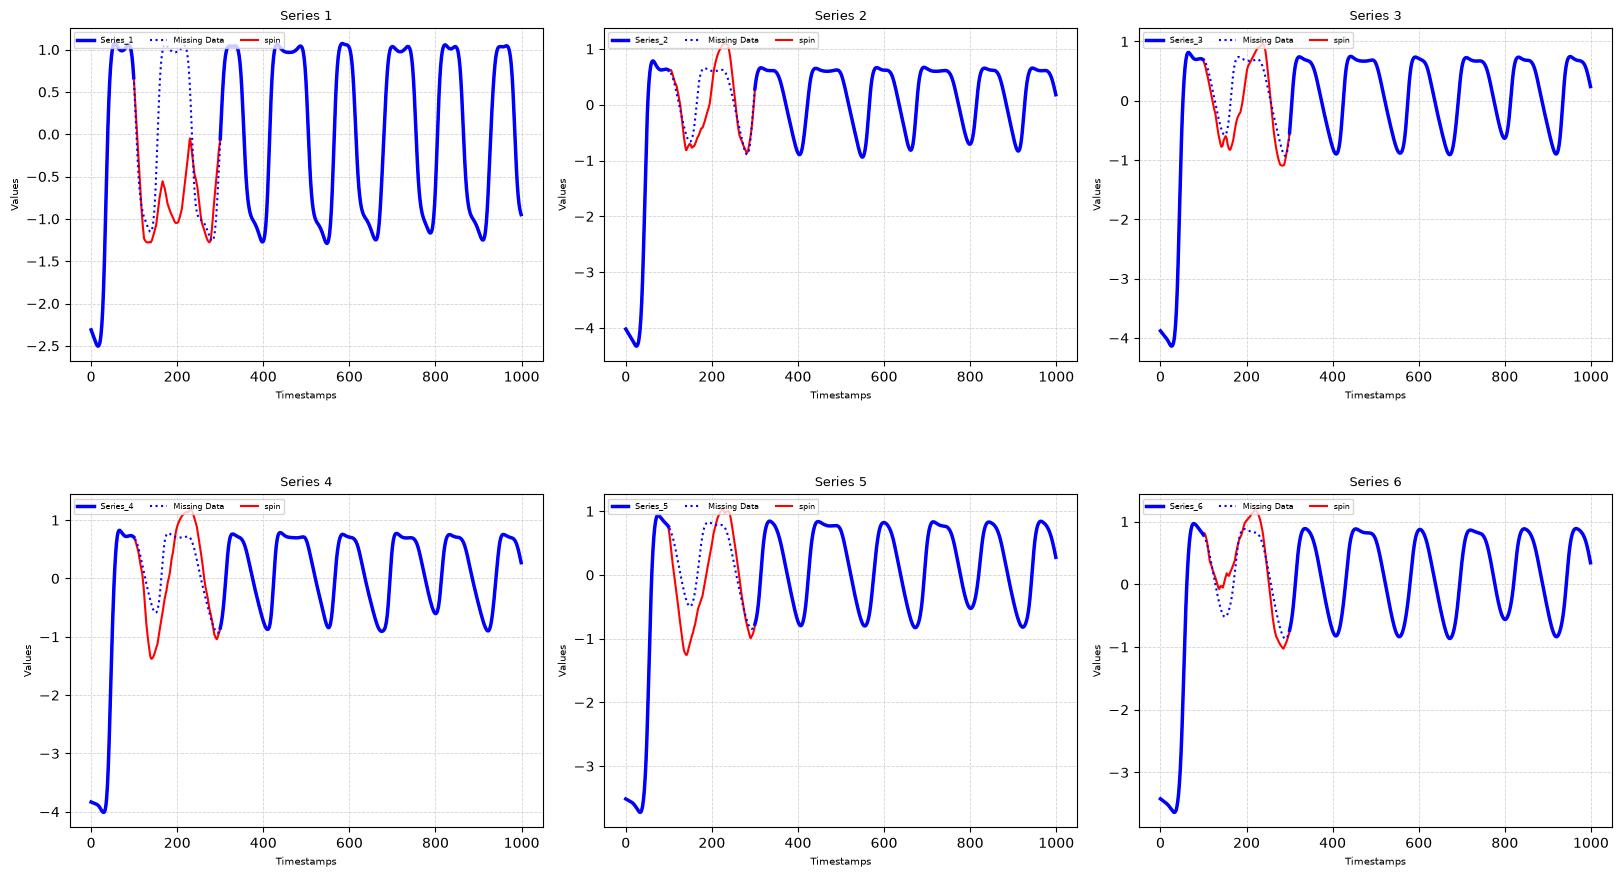 Series 1
Series_1 Missing Data spin
1.0
0.5
0.0
−0.5
−1.0
−1.5
−2.0
−2.5
Values
0 200 400 600 800 1000
Timestamps
Series 2
Series_2 Missing Data spin
1
0
−1
−2
−3
−4
Values
0 200 400 600 800 1000
Timestamps
Series 3
Series_3 Missing Data spin
1
0
−1
−2
−3
−4
Values
0 200 400 600 800 1000
Timestamps
Series 4
Series_4 Missing Data spin
1
0
−1
−2
−3
−4
Values
0 200 400 600 800 1000
Timestamps
Series 5
Series_5 Missing Data spin
1
0
−1
−2
−3
Values
0 200 400 600 800 1000
Timestamps
Series 6
Series_6 Missing Data spin
1
0
−1
−2
−3
Values
0 200 400 600 800 1000
Timestamps